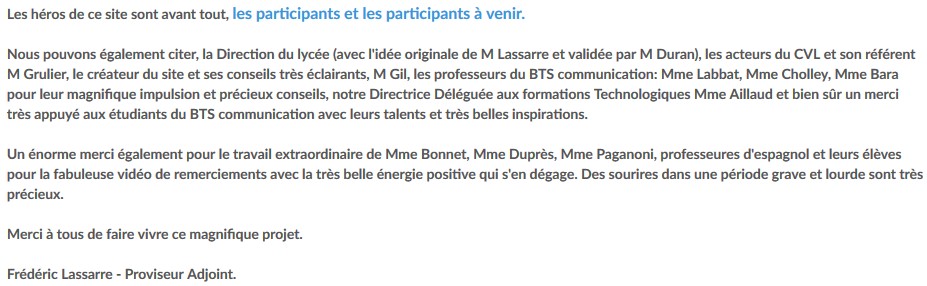 Les héros de ce site sont avant tout, les participants et les participants à venir.
Nous pouvons également citer, la Direction du lycée (avec l'idée originale de M Lassarre et validée par M Duran), les acteurs du CVL et son référent
M Grulier, le créateur du site et ses conseils très éclairants, M Gil, les professeurs du BTS communication: Mme Labbat, Mme Cholley, Mme Bara
pour leur magnifique impulsion et précieux conseils, notre Directrice Déléguée aux formations Technologiques Mme Aillaud et bien sûr un merci
très appuyé aux étudiants du BTS communication avec leurs talents et très belles inspirations.
Un énorme merci également pour le travail extraordinaire de Mme Bonnet, Mme Duprès, Mme Paganoni, professeures d'espagnol et leurs élèves
pour la fabuleuse vidéo de remerciements avec la très belle énergie positive qui s'en dégage. Des sourires dans une période grave et lourde sont très
précieux.
Merci à tous de faire vivre ce magnifique projet.
Frédéric Lassarre - Proviseur Adjoint.